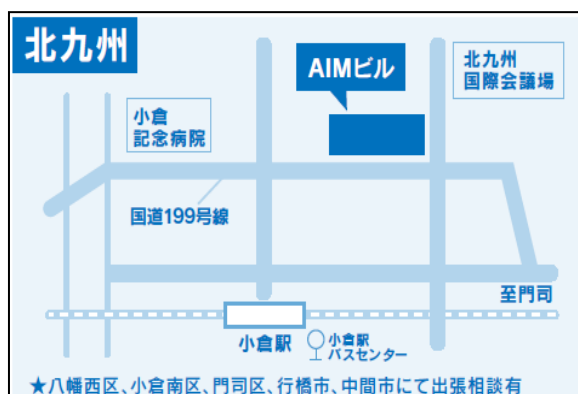 北九州
AIMビル
北九州
国際会議場
小倉
記念病院
国道199号線
至門司
小倉駅
小倉駅
バスセンター
★八幡西区、小倉南区、門司区、行橋市、中間市にて出張相談有